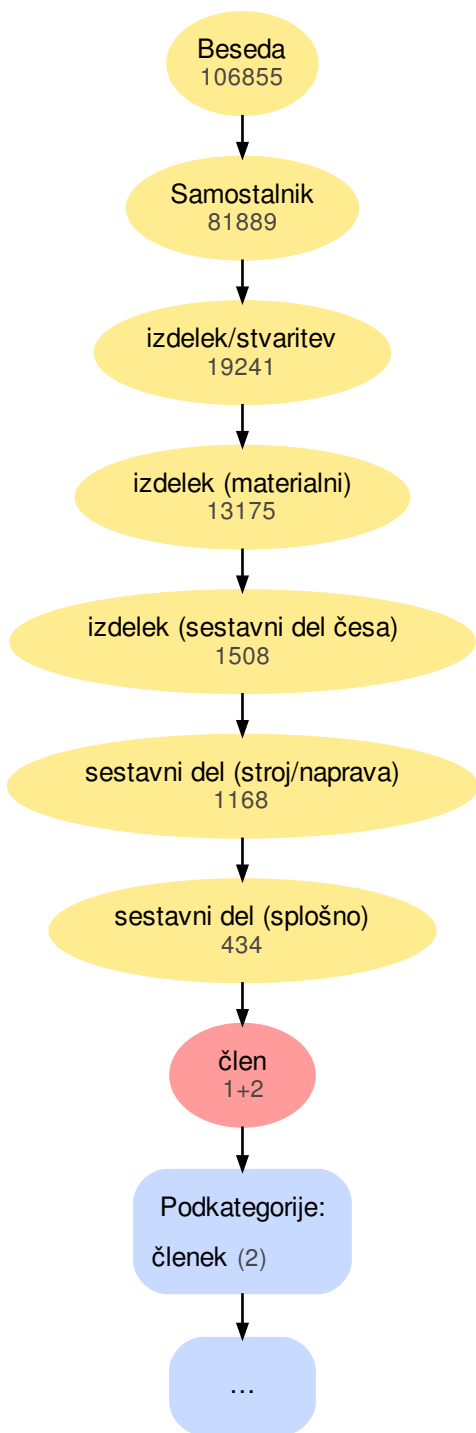 Beseda
106855
Samostalnik
81889
izdelek/stvaritev
19241
izdelek (materialni)
13175
izdelek (sestavni del česa)
1508
sestavni del (stroj/naprava)
1168
sestavni del (splošno)
434
člen
1+2
Podkategorije:
členek (2)
…